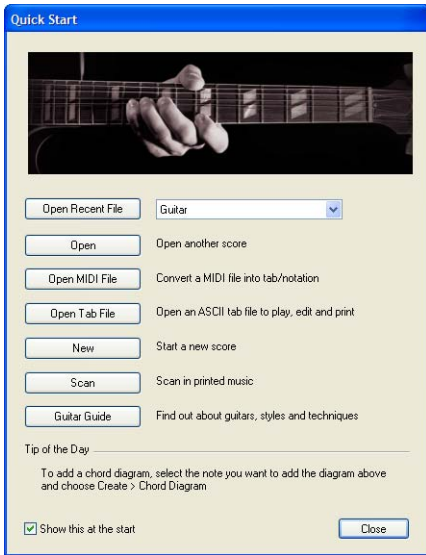 Quick Start
Open Recent File Guitar
Open Open another score
Open MIDI File Convert a MIDI file into tab/notation
Open Tab File Open an ASCII tab file to play, edit and print
New Start a new score
Scan Scan in printed music
Guitar Guide Find out about guitars, styles and techniques
Tip of the Day
To add a chord diagram, select the note you want to add the diagram above
and choose Create > Chord Diagram
Show this at the start Close